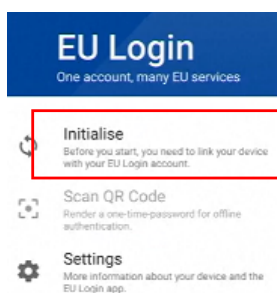 EU Login
One account, many EU services
Initialise
Before you start, you need to link your device
with your EU Login account.
Scan QR Code
Render a one-time-password for offline
authentication.
Settings
More information about your device and the
EU Login app.